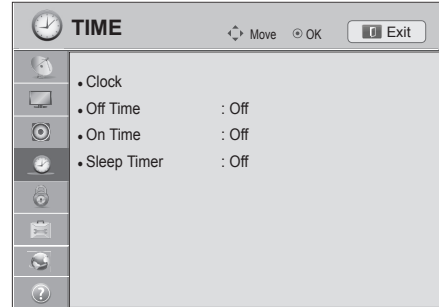 TIME
Move OK Exit
• Clock
• Off Time : Off
• On Time : Off
• Sleep Timer : Off
?